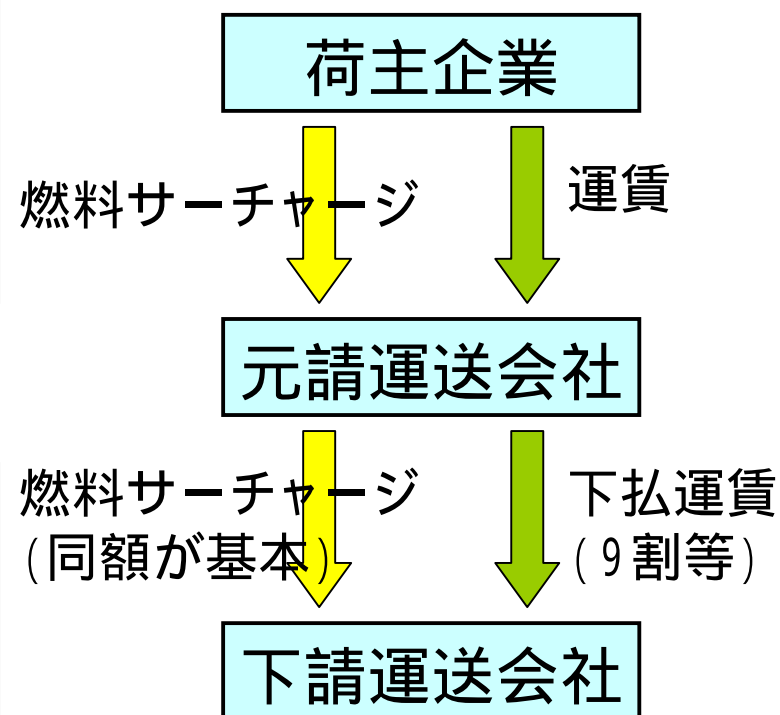 荷主企業
燃料サーチャージ
運賃
元請運送会社
燃料サーチャージ
(同額が基本)
下払運賃
(9割等)
下請運送会社